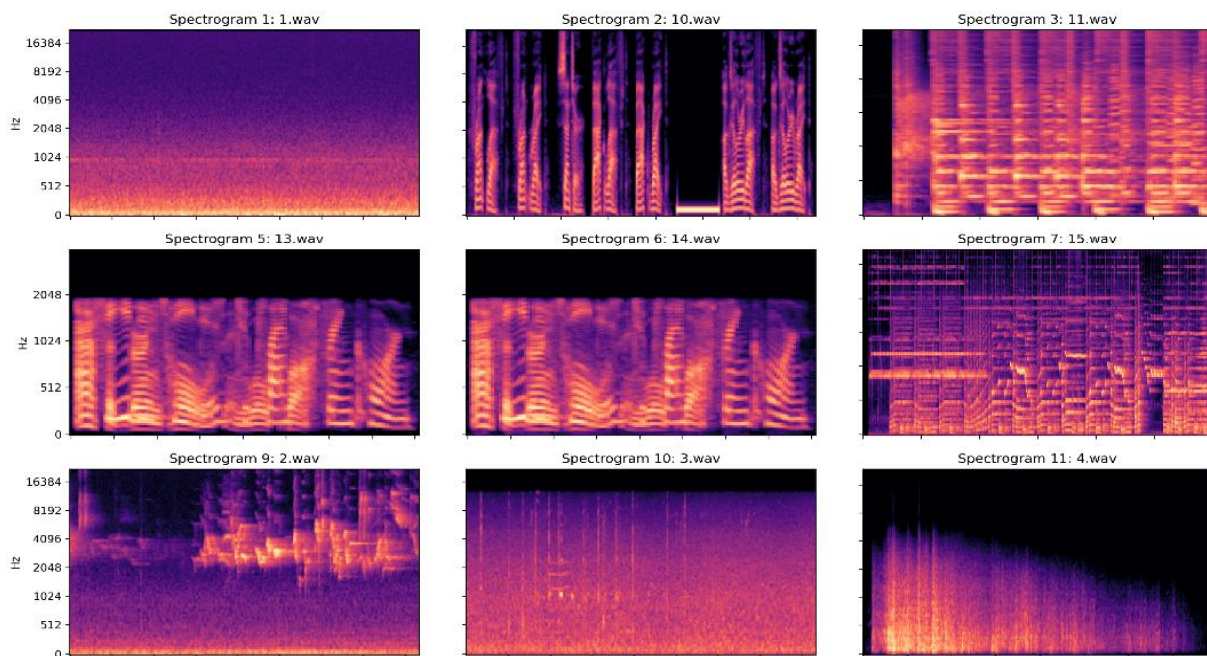 Spectrogram 1: 1.wav
Spectrogram 2: 10.wav
Spectrogram 3: 11.wav
16384
8192
4096
2048
1024
512
0
Hz
Spectrogram 5: 13.wav
Spectrogram 6: 14.wav
Spectrogram 7: 15.wav
2048
1024
512
0
Hz
Spectrogram 9: 2.wav
Spectrogram 10: 3.wav
Spectrogram 11: 4.wav
16384
8192
4096
2048
1024
512
0
Hz